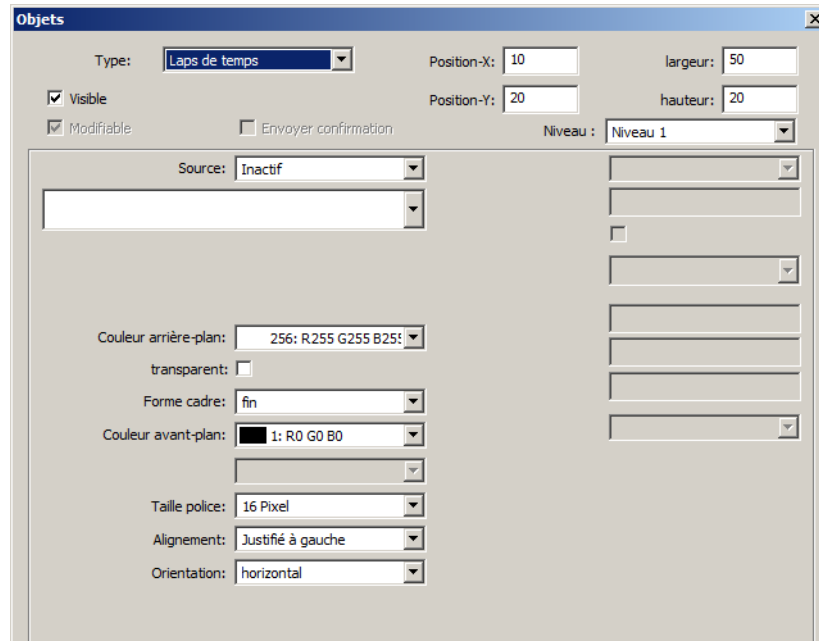 Objets
Type: Laps de temps Position-X: 10 largeur: 50
Visible Position-Y: 20 hauteur: 20
Modifiable Envoyer confirmation Niveau : Niveau 1
Source: Inactif
Couleur arrière-plan: 256: R255 G255 B255
transparent:
Forme cadre: fin
Couleur avant-plan: 1: R0 G0 B0
Taille police: 16 Pixel
Alignement: Justifié à gauche
Orientation: horizontal